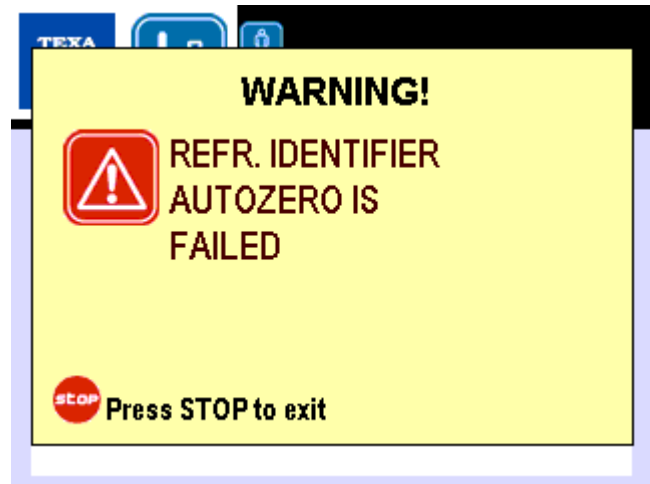 TEXA
WARNING!
REFR. IDENTIFIER
AUTOZERO IS
FAILED
stop
Press STOP to exit